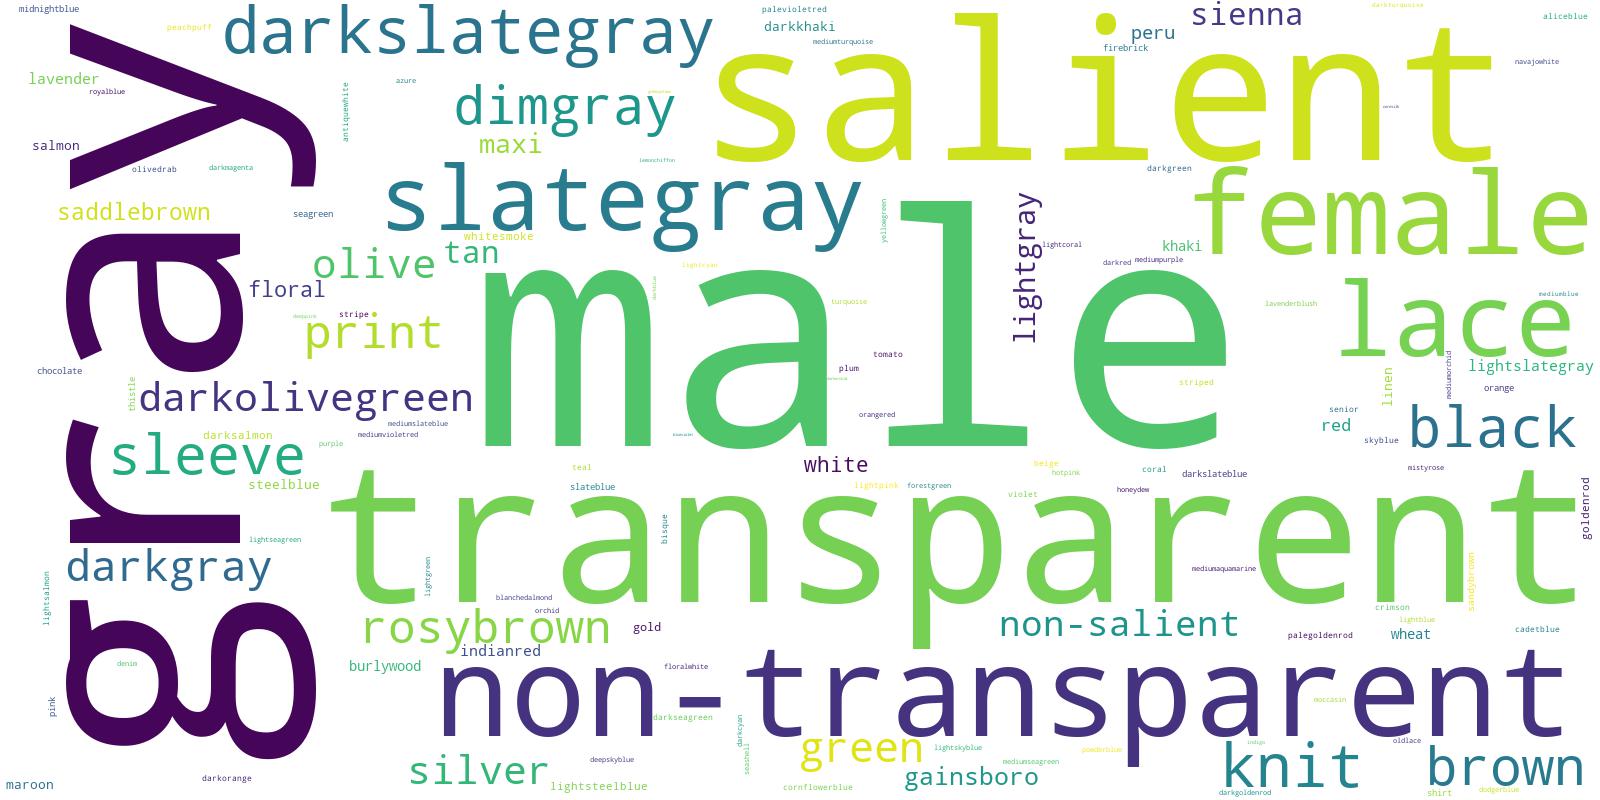 midnightblue
peachpuff
darkslategray
palevioletred
darkkhaki
mediumturquoise
salient
sienna
peru
firebrick
darkturquoise
aliceblue
navajowhite
lavender
royalblue
azure
antiquewhite
dimgray
maxi
salmon
olivedrab
darkmagenta
lemonchiffon
slategray
darkgreen
female
saddlebrown
seagreen
gray
yellowgreen
whitesmoke
tan
olive
floral
lightcyan
lightgray
lightcoral
khaki
darkred
mediumpurple
male
turquoise
lavenderblush
mediumblue
lace
stripe
print
deeppink
tomato
plum
chocolate
thistle
darkolivegreen
striped
linen
mediumorchid
lightslategray
orange
orangered
mediumslateblue
mediumvioletred
senior
red
skyblue
black
darksalmon
sleeve
purple
steelblue
white
teal
slateblue
lightpink
forestgreen
beige
hotpink
coral
darkslateblue
violet
honeydew
mistyrose
goldenrod
transparent
lightseagreen
darkgray
lightsalmon
lightgreen
bisque
mediumaquamarine
sandybrown
blanchedalmond
orchid
rosybrown
gold
non-salient
crimson
lightblue
palegoldenrod
wheat
cadetblue
indianred
burlywood
floralwhite
denim
pink
non-transparent
moccasin
darkseagreen
darkcyan
seashell
green
lightskyblue
mediumseagreen
powderblue
indigo
oldlace
knit
brown
silver
deepskyblue
lightsteelblue
gainsboro
cornflowerblue
darkgoldenrod
shirt
dodgerblue
maroon
darkorange